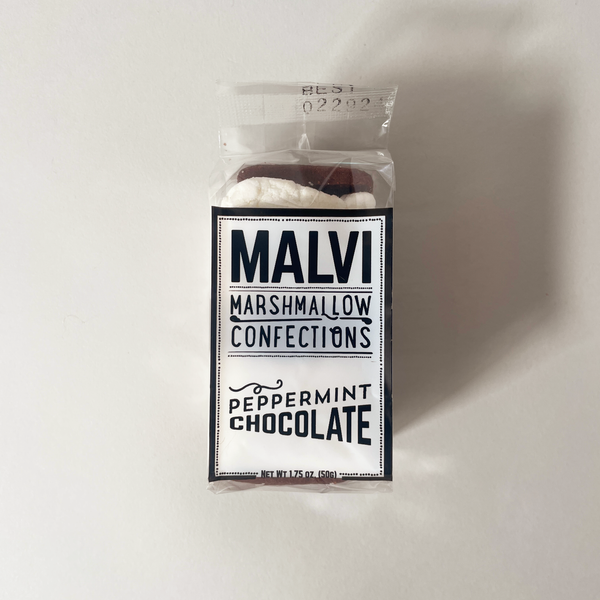 BEST
MALVI
MARSHMALLOW
CONFECTIONS
PEPPERMINT
CHOCOLATE
NET WT 1.75 OZ. (50G)